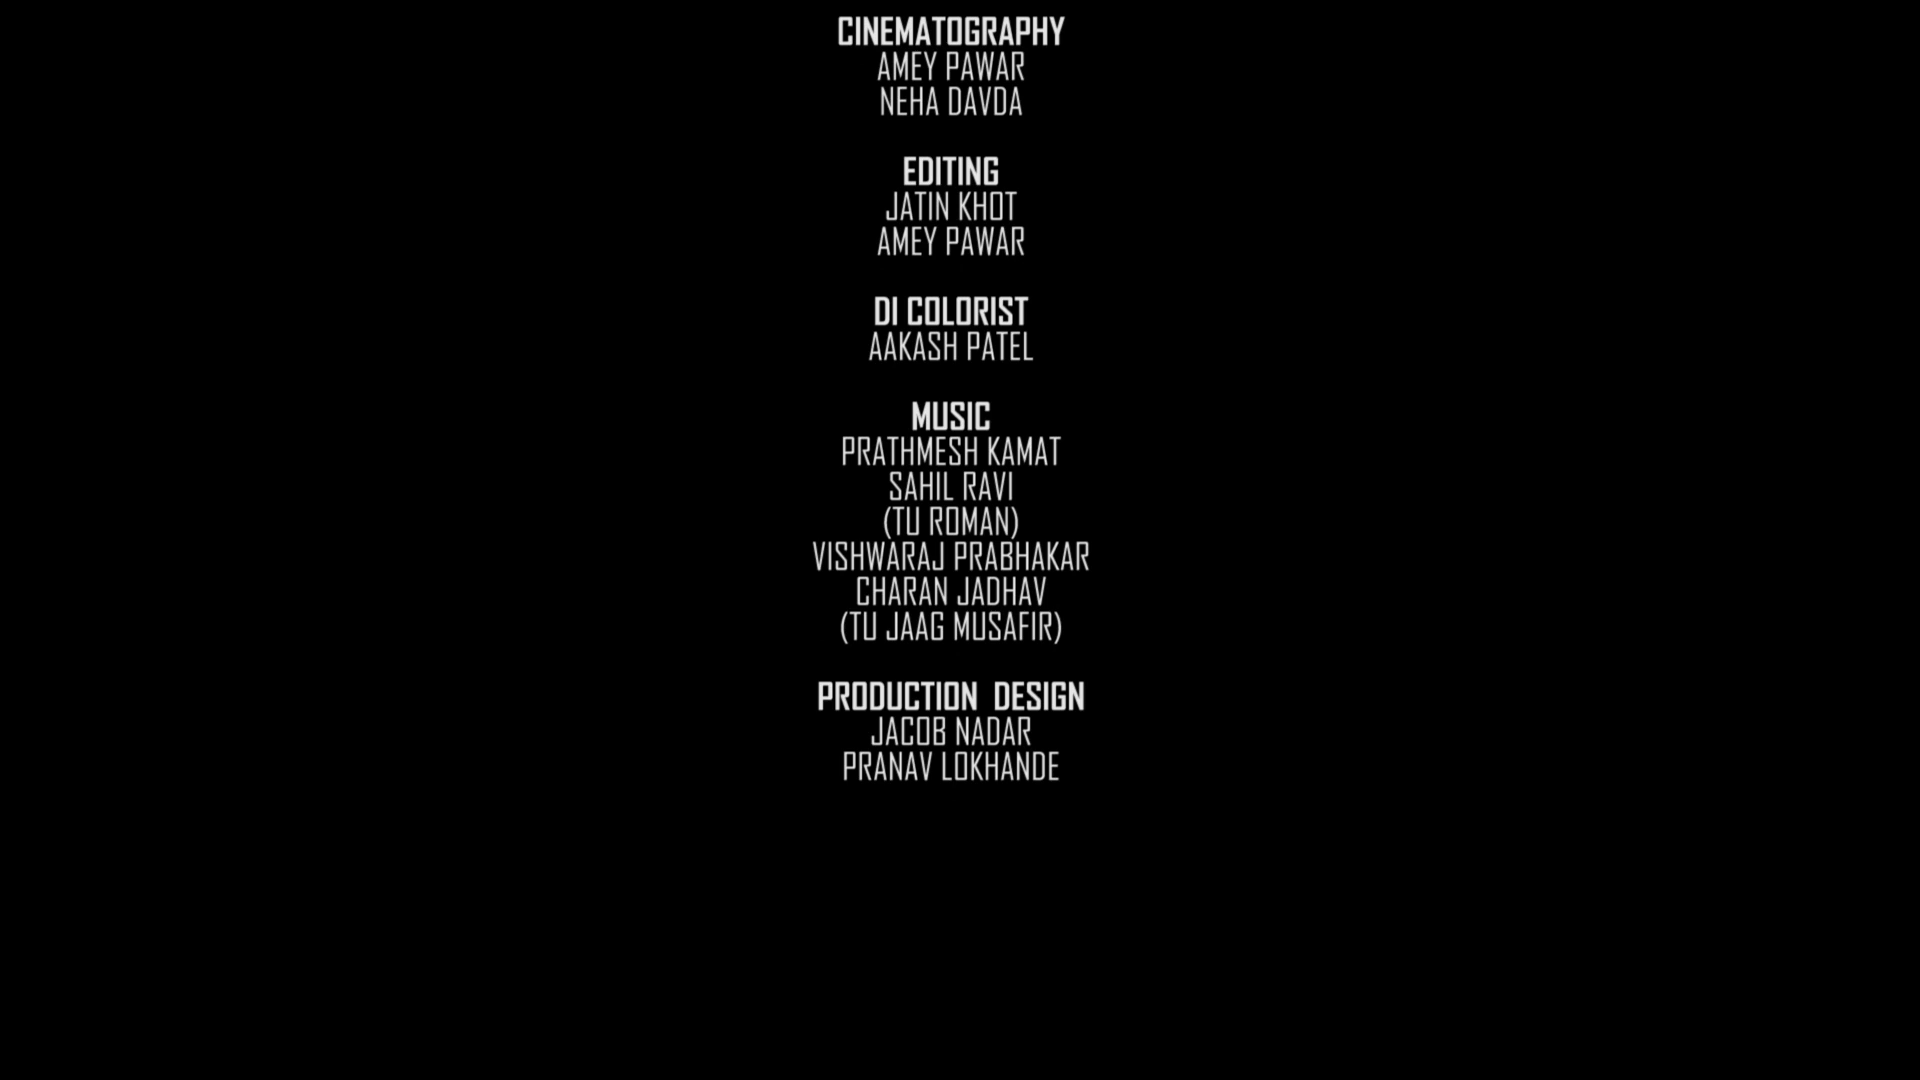 CINEMATOGRAPHY
AMEY PAWAR
NEHA DAVDA
EDITING
JATIN KHOT
AMEY PAWAR
DI COLORIST
AAKASH PATEL
MUSIC
PRATHMESH KAMAT
SAHIL RAVI
(TU ROMAN)
VISHWARAJ PRABHAKAR
CHARAN JADHAV
(TU JAAG MUSAFIR)
PRODUCTION DESIGN
JACOB NADAR
PRANAV LOKHANDE